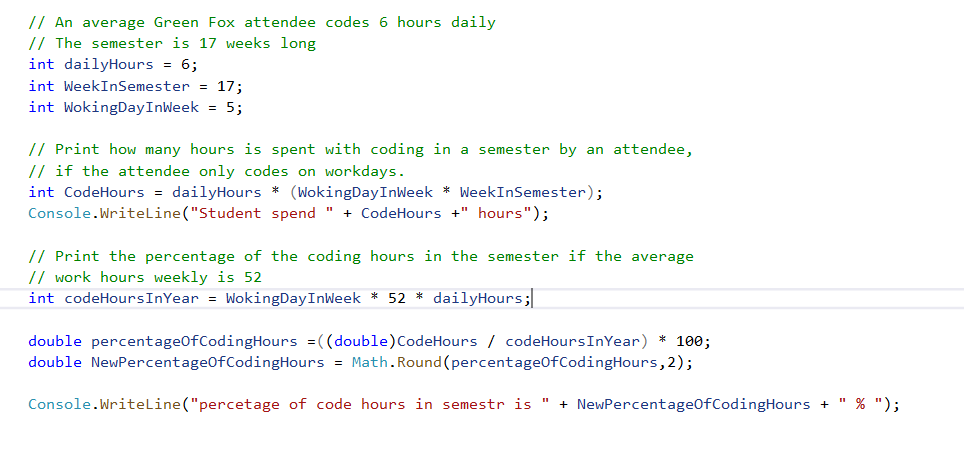 // An average Green Fox attendee codes 6 hours daily
// The semester is 17 weeks long
int dailyHours = 6;
int WeekInSemester = 17;
int WokingDayInWeek = 5;
// Print how many hours is spent with coding in a semester by an attendee,
// if the attendee only codes on workdays.
int CodeHours = dailyHours * (WokingDayInWeek * WeekInSemester);
Console.WriteLine("Student spend " + CodeHours +" hours");
// Print the percentage of the coding hours in the semester if the average
// work hours weekly is 52
int codeHoursInYear = WokingDayInWeek * 52 * dailyHours;
double percentageOfCodingHours =((double)CodeHours / codeHoursInYear) * 100;
double NewPercentageOfCodingHours = Math.Round(percentageOfCodingHours,2);
Console.WriteLine("percetage of code hours in semestr is " + NewPercentageOfCodingHours + " % ");